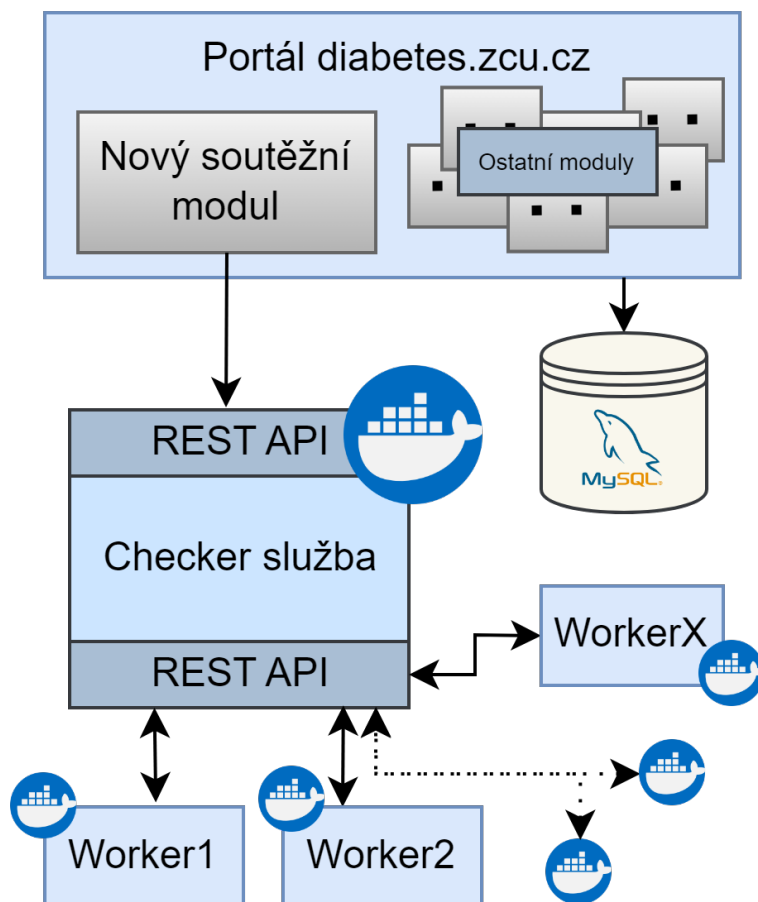 Portál diabetes.zcu.cz
Nový soutěžní
modul
Ostatní moduly
REST API
MySQL
Checker služba
REST API
WorkerX
Worker1
Worker2